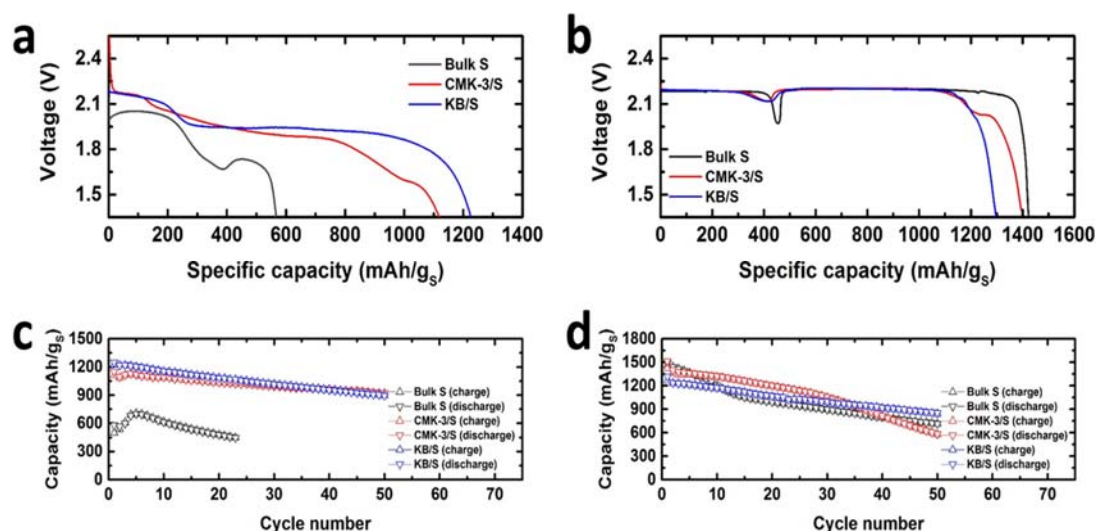 a
Voltage (V)
2.4
2.1
1.8
1.5
Bulk S
CMK-3/S
KB/S
0 200 400 600 800 1000 1200 1400
Specific capacity (mAh/gS)
b
Voltage (V)
2.4
2.1
1.8
1.5
Bulk S
CMK-3/S
KB/S
0 200 400 600 800 1000 1200 1400 1600
Specific capacity (mAh/gS)
c
Capacity (mAh/gS)
1500
1200
900
600
300
0
Bulk S (charge)
Bulk S (discharge)
CMK-3/S (charge)
CMK-3/S (discharge)
KB/S (charge)
KB/S (discharge)
0 10 20 30 40 50 60 70
Cycle number
d
Capacity (mAh/gS)
1800
1500
1200
900
600
300
0
Bulk S (charge)
Bulk S (discharge)
CMK-3/S (charge)
CMK-3/S (discharge)
KB/S (charge)
KB/S (discharge)
0 10 20 30 40 50 60 70
Cycle number